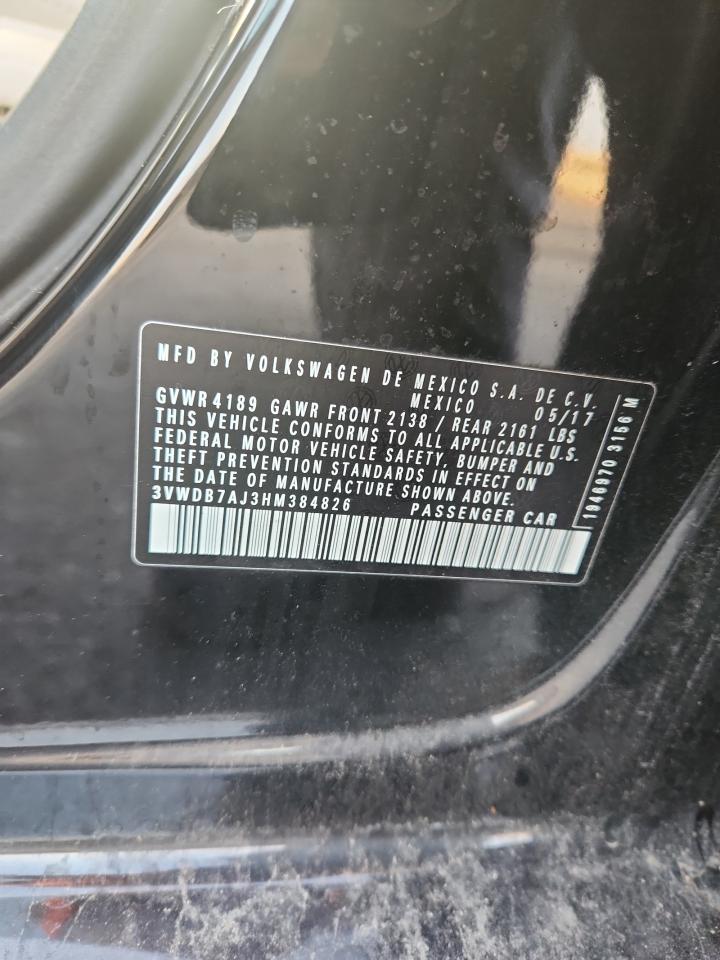 MFD BY VOLKSWAGEN DE MEXICO S.A. DE C.V.
MEXICO 05/17
GVWR 4189 GAWR FRONT 2138 / REAR 2161 LBS
THIS VEHICLE CONFORMS TO ALL APPLICABLE U.S.
FEDERAL MOTOR VEHICLE SAFETY, BUMPER AND
THEFT PREVENTION STANDARDS IN EFFECT ON
THE DATE OF MANUFACTURE SHOWN ABOVE.
3VWDB7AJ3HM384826 PASSENGER CAR
1946970 3156 M